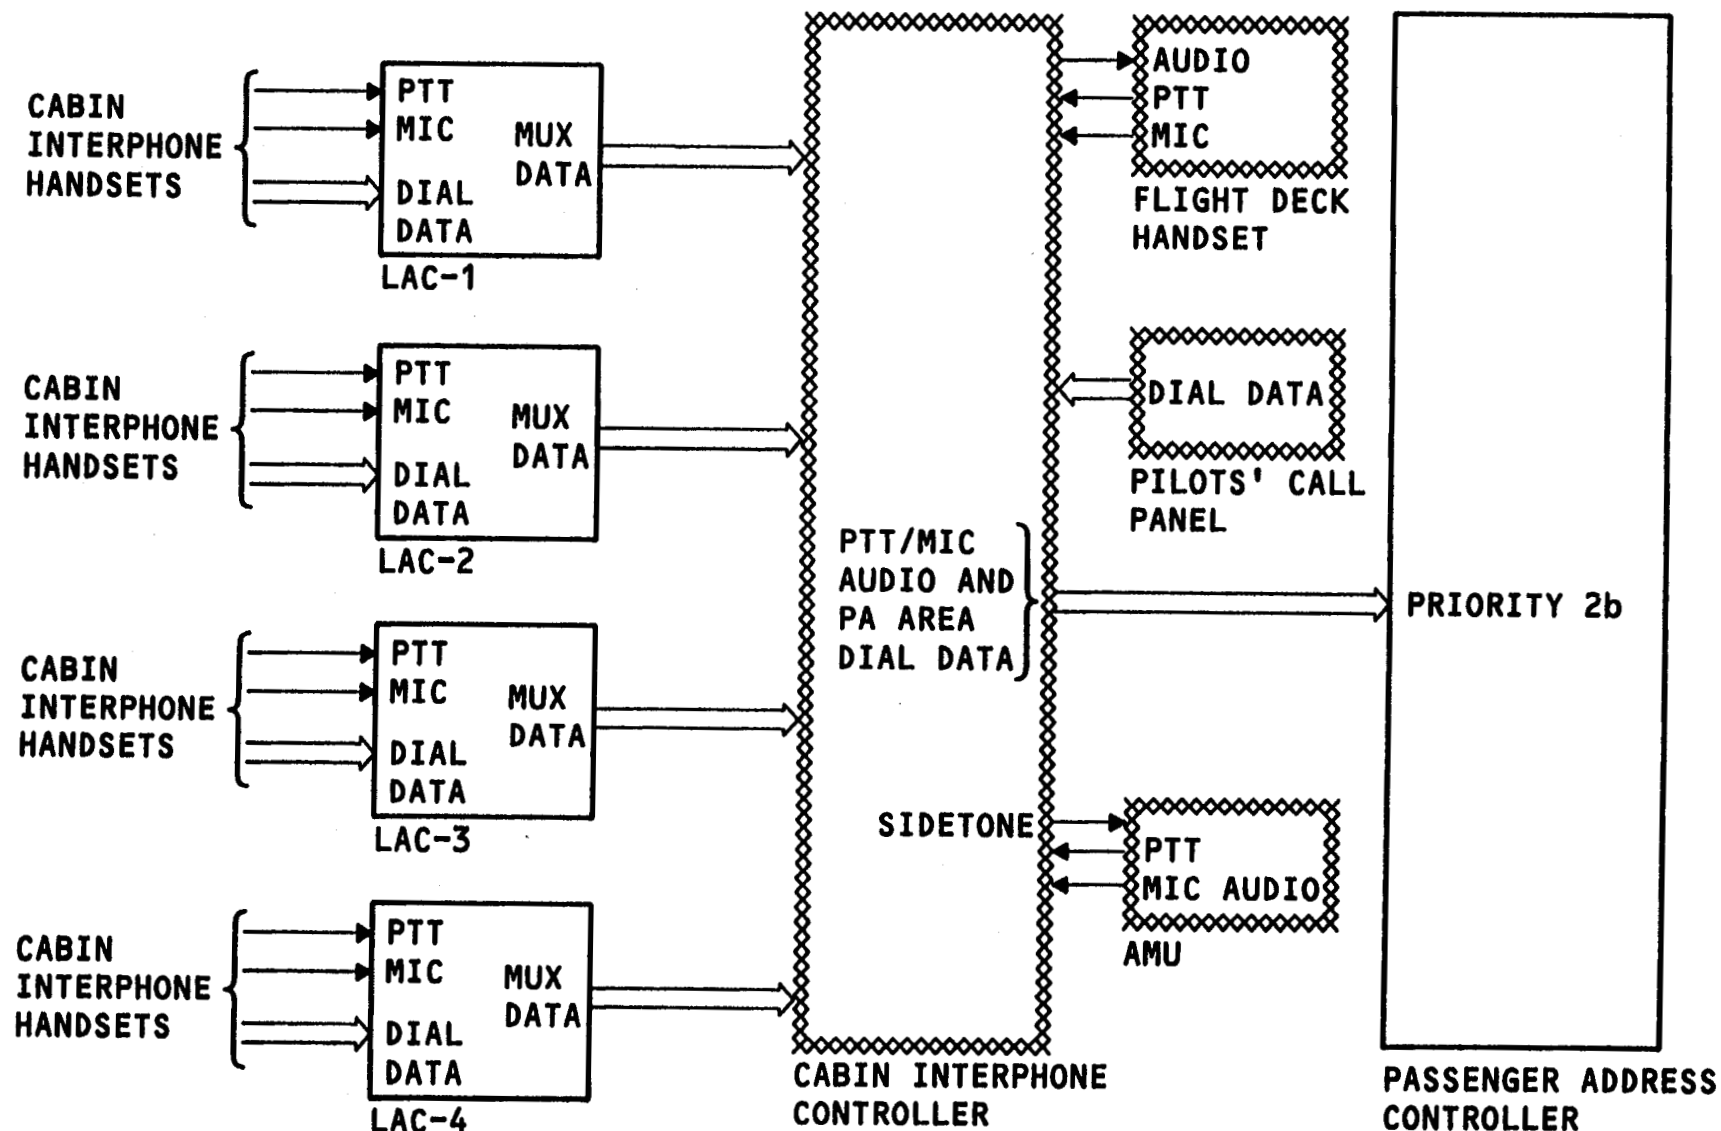 CABIN
INTERPHONE
HANDSETS
PTT
MIC
DIAL
DATA
MUX
DATA
LAC-1
CABIN
INTERPHONE
HANDSETS
PTT
MIC
DIAL
DATA
MUX
DATA
LAC-2
CABIN
INTERPHONE
HANDSETS
PTT
MIC
DIAL
DATA
MUX
DATA
LAC-3
CABIN
INTERPHONE
HANDSETS
PTT
MIC
DIAL
DATA
MUX
DATA
LAC-4
PTT/MIC
AUDIO AND
PA AREA
DIAL DATA
SIDETONE
CABIN INTERPHONE
CONTROLLER
AUDIO
PTT
MIC
FLIGHT DECK
HANDSET
DIAL DATA
PILOTS' CALL
PANEL
PTT
MIC AUDIO
AMU
PRIORITY 2b
PASSENGER ADDRESS
CONTROLLER